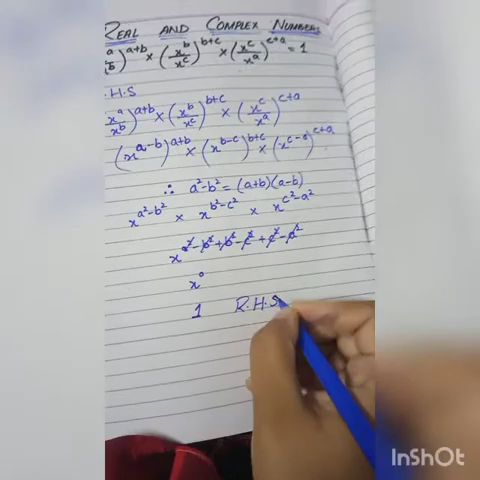 REAL AND COMPLEX NUMBERS
a/b)^a+b × (x^b/x^c)^b+c × (x^c/x^a)^c+a = 1
.H.S
x^a/x^b)^a+b × (x^b/x^c)^b+c × (x^c/x^a)^c+a
(x^a-b)^a+b × (x^b-c)^b+c × (x^c-a)^c+a
∴ a²-b² = (a+b)(a-b)
x^a²-b² × x^b²-c² × x^c²-a²
x^a²-b²+b²-c²+c²-a²
x^0
1 R.H.S
InShOt